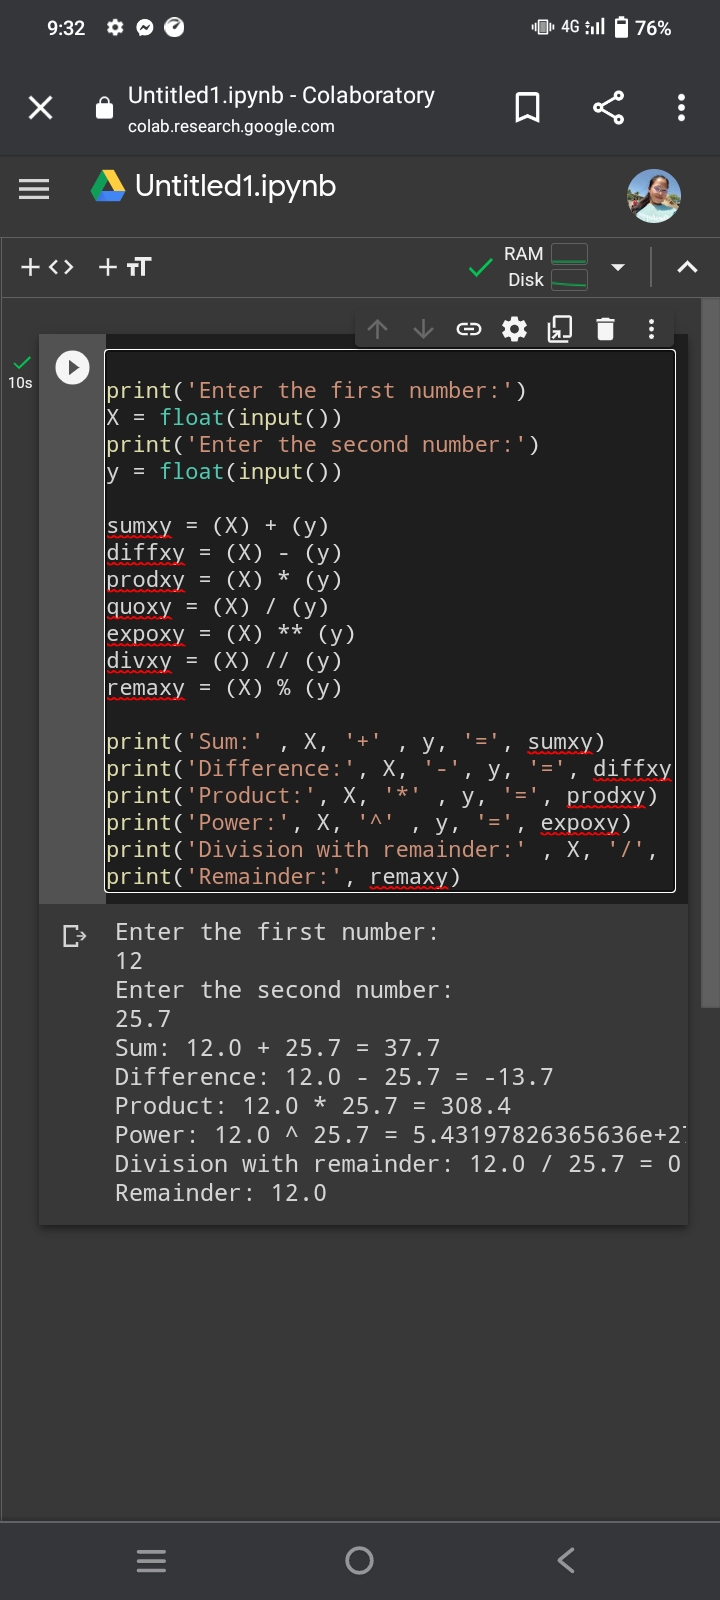 9:32 4G 76%
Untitled1.ipynb - Colaboratory
colab.research.google.com
Untitled1.ipynb
+ <> + TT RAM
Disk
10s
print('Enter the first number:')
X = float(input())
print('Enter the second number:')
y = float(input())
sumxy = (X) + (y)
diffxy = (X) - (y)
prodxy = (X) * (y)
quoxy = (X) / (y)
expoxy = (X) ** (y)
divxy = (X) // (y)
remaxy = (X) % (y)
print('Sum:' , X, '+' , y, '=', sumxy)
print('Difference:', X, '-', y, '=', diffxy
print('Product:', X, '*' , y, '=', prodxy)
print('Power:', X, '^' , y, '=', expoxy)
print('Division with remainder:' , X, '/',
print('Remainder:', remaxy)
Enter the first number:
12
Enter the second number:
25.7
Sum: 12.0 + 25.7 = 37.7
Difference: 12.0 - 25.7 = -13.7
Product: 12.0 * 25.7 = 308.4
Power: 12.0 ^ 25.7 = 5.43197826365636e+27
Division with remainder: 12.0 / 25.7 = 0
Remainder: 12.0